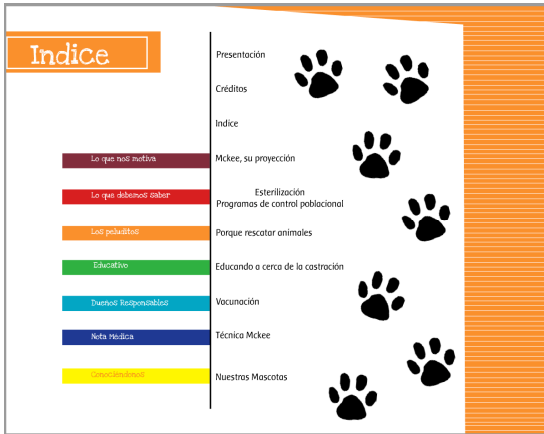 Indice
Presentación
Créditos
Indíce
Lo que nos motiva
Mckee, su proyección
Lo que debemos saber
Esterilización
Programas de control poblacional
Los peluditos
Porque rescatar animales
Educativo
Educando a cerca de la castración
Dueños Responsables
Vacunación
Nota Médica
Técnica Mckee
Conociéndonos
Nuestras Mascotas